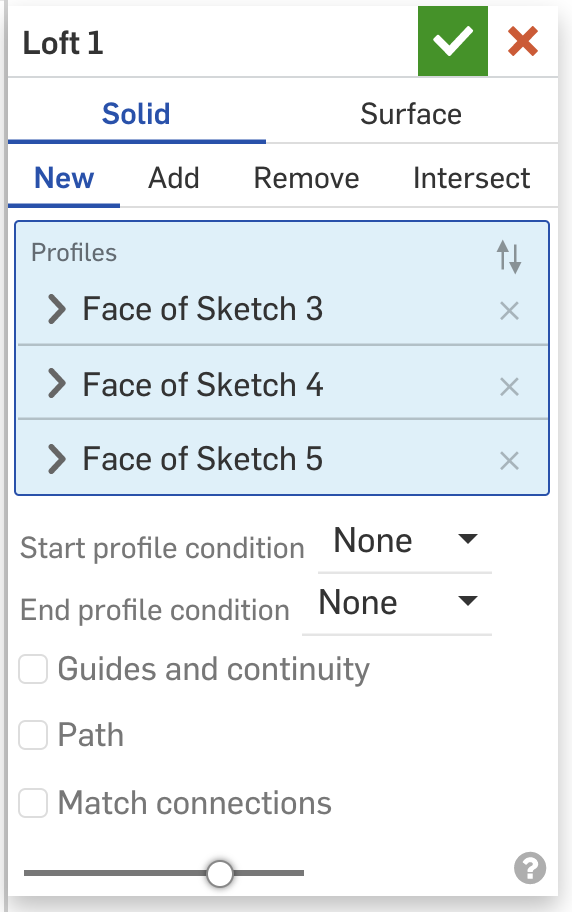 Loft 1
Solid Surface
New Add Remove Intersect
Profiles
Face of Sketch 3
Face of Sketch 4
Face of Sketch 5
Start profile condition None
End profile condition None
Guides and continuity
Path
Match connections
?